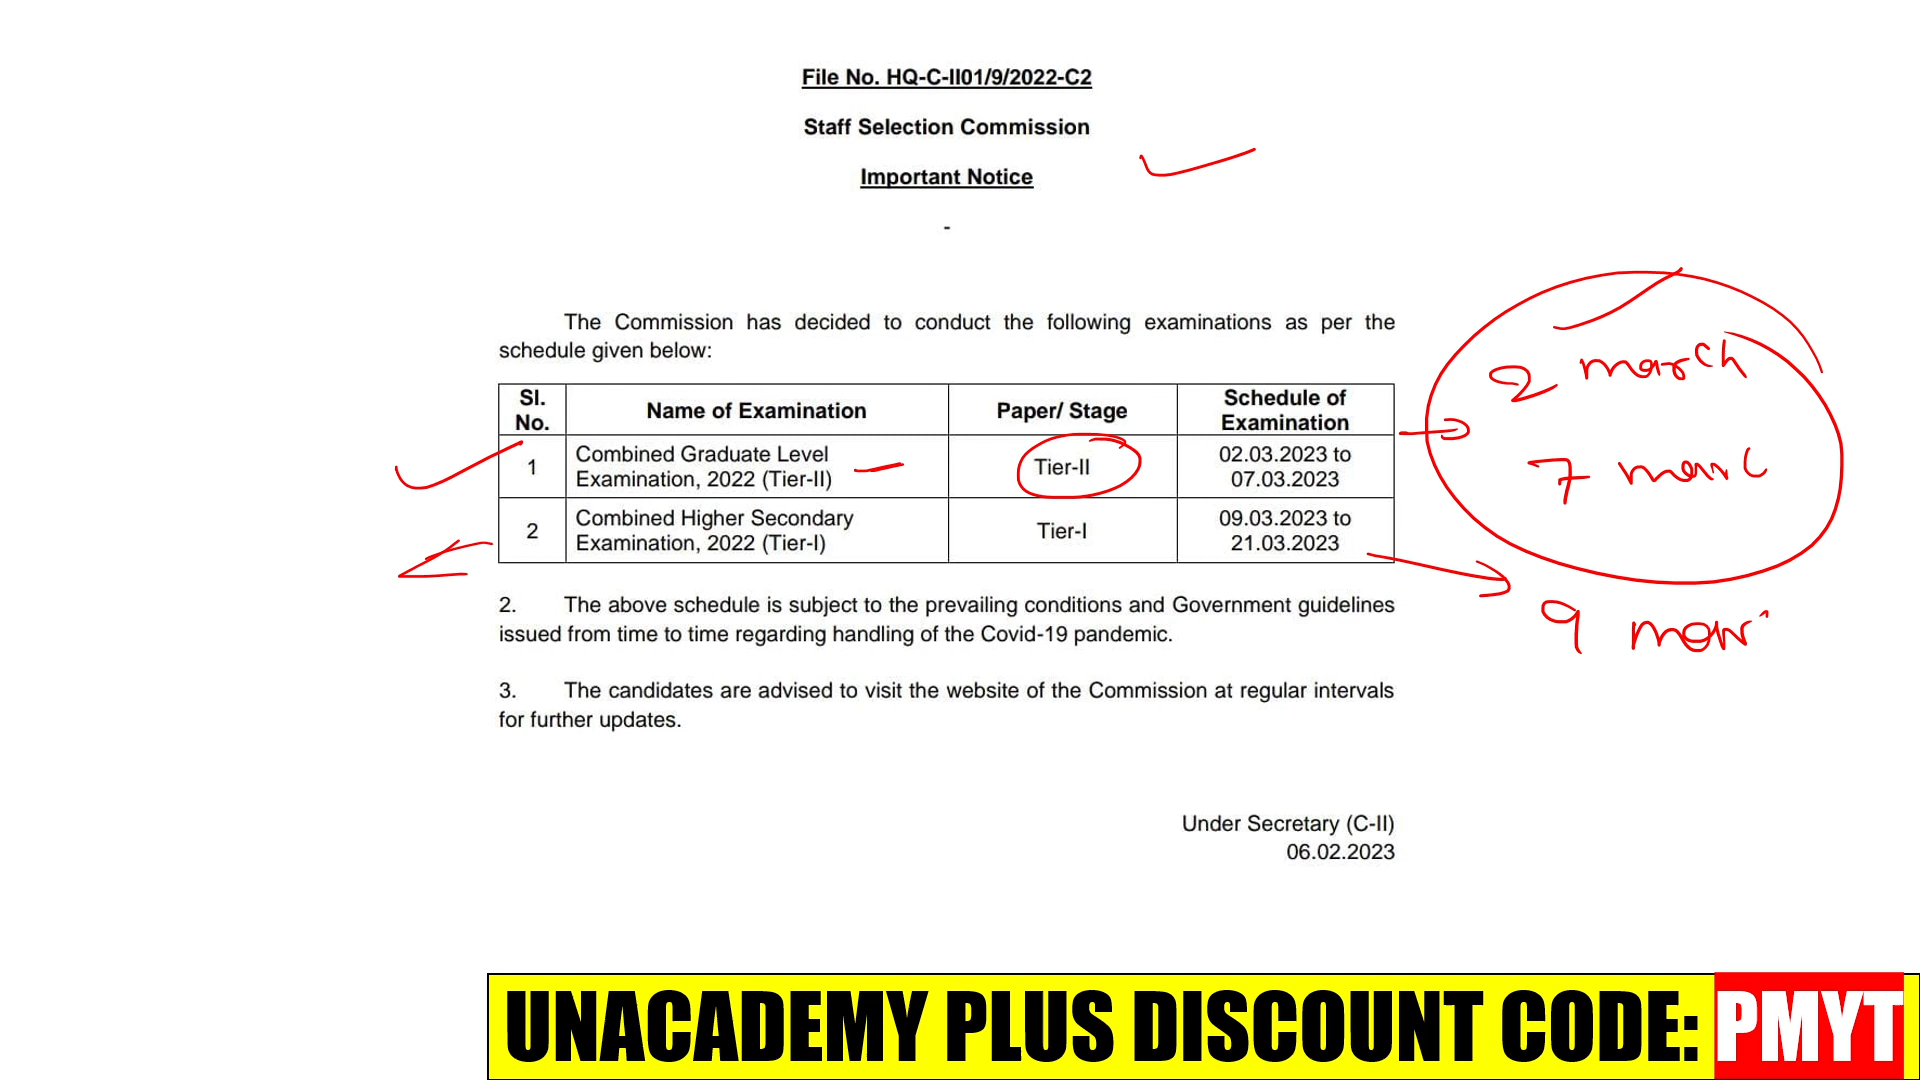 File No. HQ-C-II01/9/2022-C2
Staff Selection Commission
Important Notice
-
The Commission has decided to conduct the following examinations as per the
schedule given below:
Sl. No. Name of Examination Paper/ Stage Schedule of Examination
1 Combined Graduate Level Examination, 2022 (Tier-II) Tier-II 02.03.2023 to 07.03.2023
2 Combined Higher Secondary Examination, 2022 (Tier-I) Tier-I 09.03.2023 to 21.03.2023
2 march
7 marc
9 mar
2. The above schedule is subject to the prevailing conditions and Government guidelines
issued from time to time regarding handling of the Covid-19 pandemic.
3. The candidates are advised to visit the website of the Commission at regular intervals
for further updates.
Under Secretary (C-II)
06.02.2023
UNACADEMY PLUS DISCOUNT CODE: PMYT